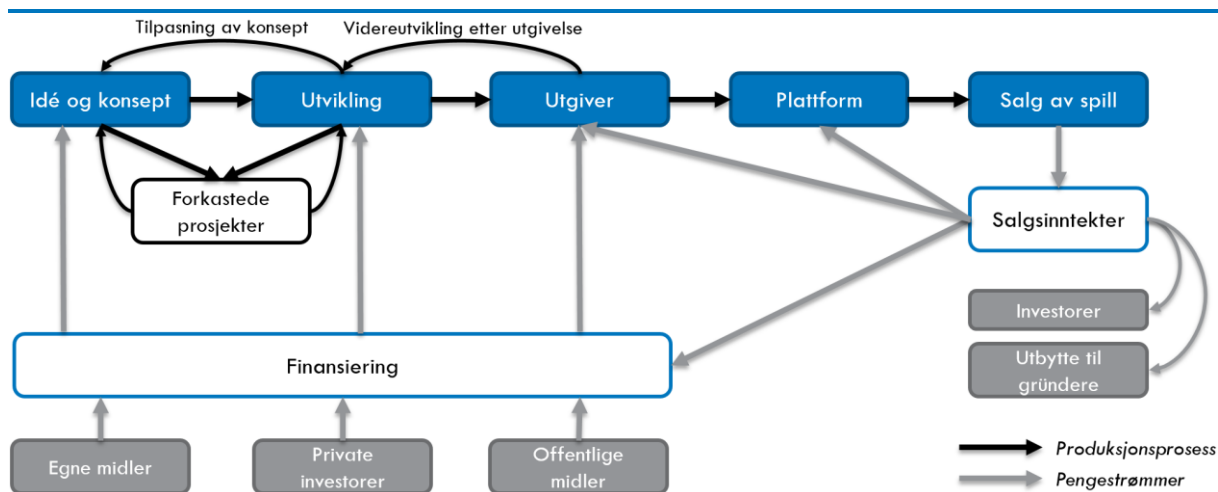 Tilpasning av konsept
Videreutvikling etter utgivelse
Idé og konsept
Utvikling
Utgiver
Plattform
Salg av spill
Forkastede
prosjekter
Salgsinntekter
Investorer
Utbytte til
gründere
Finansiering
Egne midler
Private
investorer
Offentlige
midler
Produksjonsprosess
Pengestrømmer